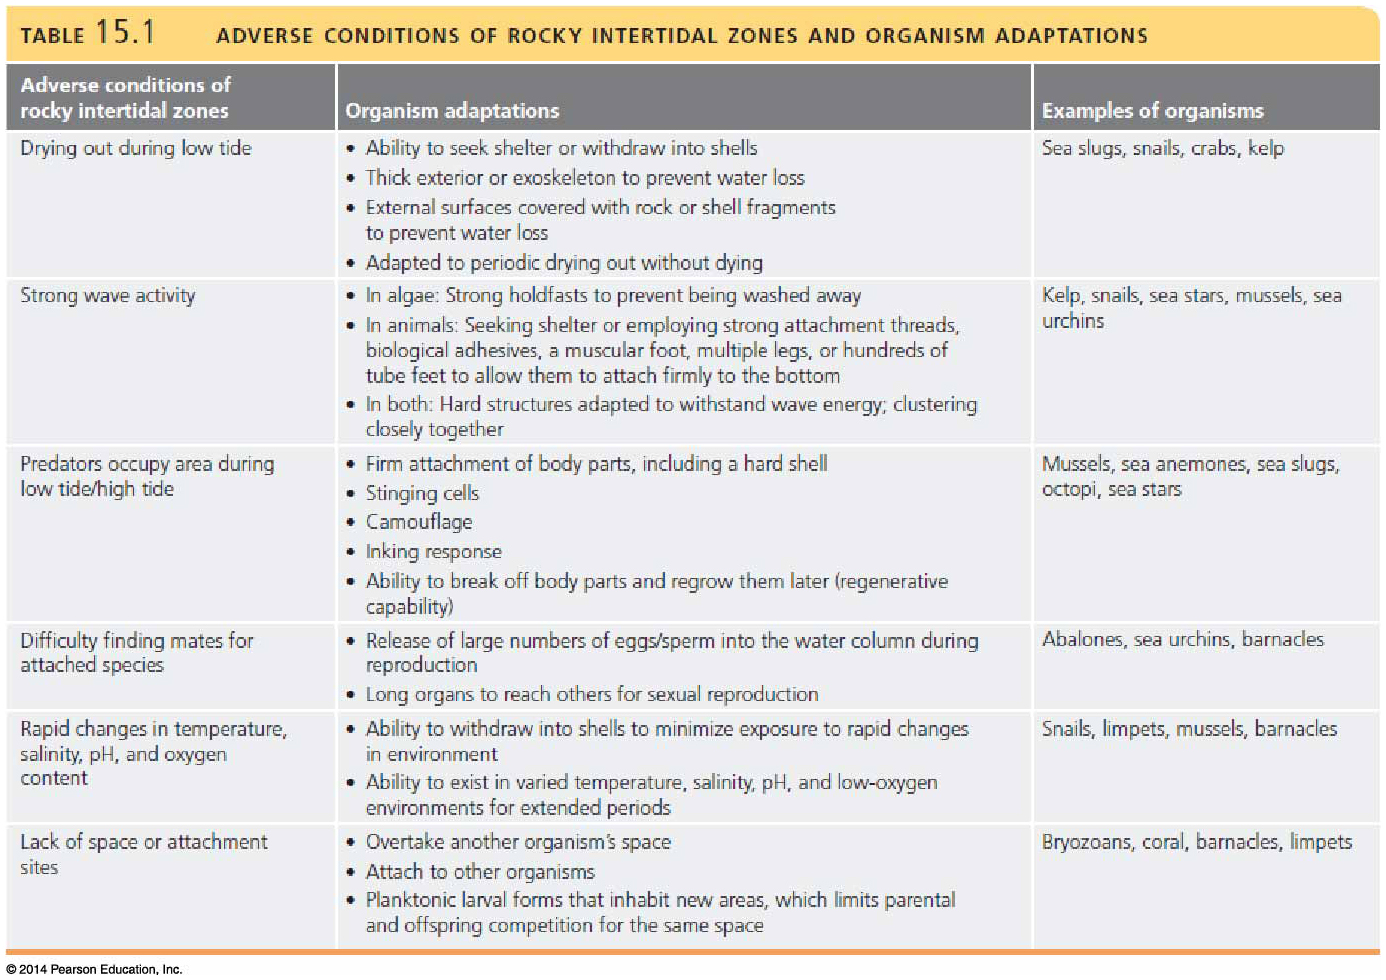 TABLE 15.1 ADVERSE CONDITIONS OF ROCKY INTERTIDAL ZONES AND ORGANISM ADAPTATIONS
Adverse conditions of
rocky intertidal zones
Organism adaptations
Examples of organisms
Drying out during low tide
• Ability to seek shelter or withdraw into shells
• Thick exterior or exoskeleton to prevent water loss
• External surfaces covered with rock or shell fragments
to prevent water loss
• Adapted to periodic drying out without dying
Sea slugs, snails, crabs, kelp
Strong wave activity
• In algae: Strong holdfasts to prevent being washed away
• In animals: Seeking shelter or employing strong attachment threads,
biological adhesives, a muscular foot, multiple legs, or hundreds of
tube feet to allow them to attach firmly to the bottom
• In both: Hard structures adapted to withstand wave energy; clustering
closely together
Kelp, snails, sea stars, mussels, sea
urchins
Predators occupy area during
low tide/high tide
• Firm attachment of body parts, including a hard shell
• Stinging cells
• Camouflage
• Inking response
• Ability to break off body parts and regrow them later (regenerative
capability)
Mussels, sea anemones, sea slugs,
octopi, sea stars
Difficulty finding mates for
attached species
• Release of large numbers of eggs/sperm into the water column during
reproduction
• Long organs to reach others for sexual reproduction
Abalones, sea urchins, barnacles
Rapid changes in temperature,
salinity, pH, and oxygen
content
• Ability to withdraw into shells to minimize exposure to rapid changes
in environment
• Ability to exist in varied temperature, salinity, pH, and low-oxygen
environments for extended periods
Snails, limpets, mussels, barnacles
Lack of space or attachment
sites
• Overtake another organism's space
• Attach to other organisms
• Planktonic larval forms that inhabit new areas, which limits parental
and offspring competition for the same space
Bryozoans, coral, barnacles, limpets
© 2014 Pearson Education, Inc.